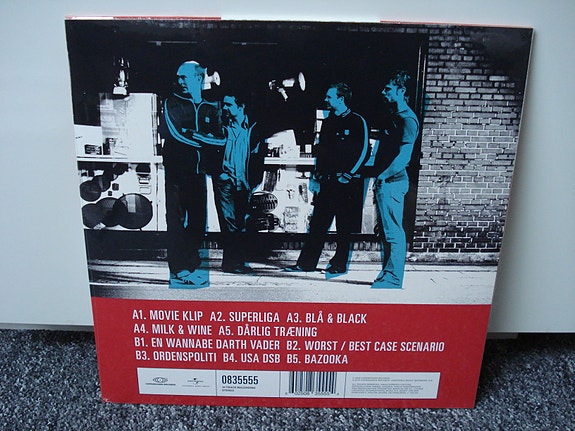 A1. MOVIE KLIP A2. SUPERLIGA A3. BLÅ & BLACK
A4. MILK & WINE A5. DÅRLIG TRÆNING
B1. EN WANNABE DARTH VADER B2. WORST / BEST CASE SCENARIO
B3. ORDENSPOLITI B4. USA DSB B5. BAZOOKA
0835555